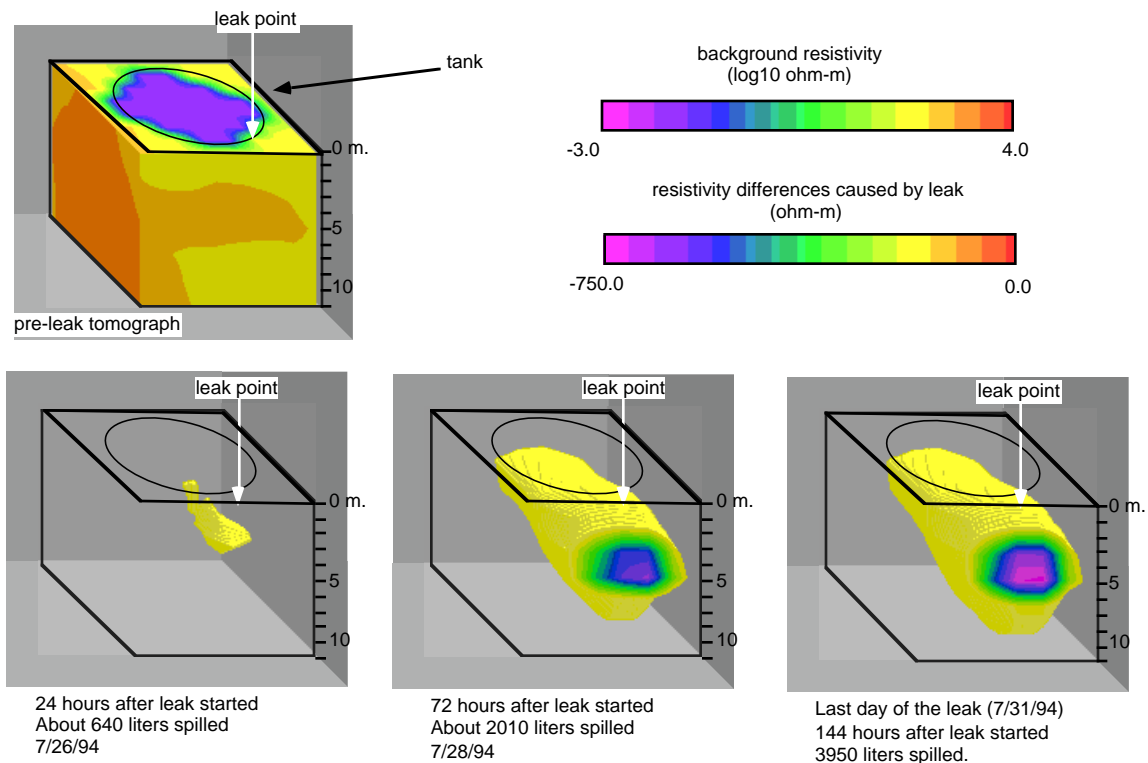 leak point
tank
0 m.
5
10
pre-leak tomograph
background resistivity
(log10 ohm-m)
-3.0 4.0
resistivity differences caused by leak
(ohm-m)
-750.0 0.0
leak point
0 m.
5
10
24 hours after leak started
About 640 liters spilled
7/26/94
leak point
0 m.
5
10
72 hours after leak started
About 2010 liters spilled
7/28/94
leak point
0 m.
5
10
Last day of the leak (7/31/94)
144 hours after leak started
3950 liters spilled.